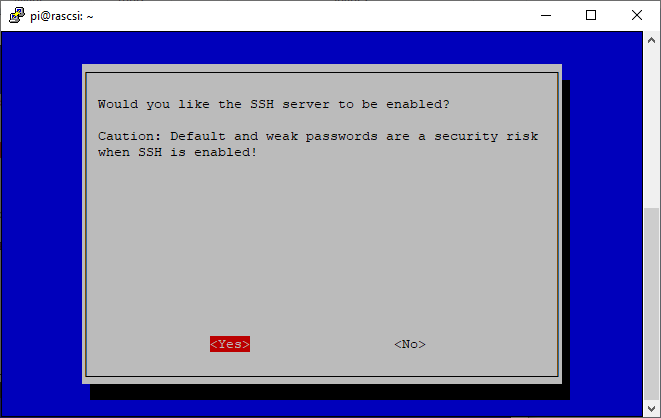 pi@rascsi: ~
Would you like the SSH server to be enabled?
Caution: Default and weak passwords are a security risk
when SSH is enabled!
<Yes> <No>